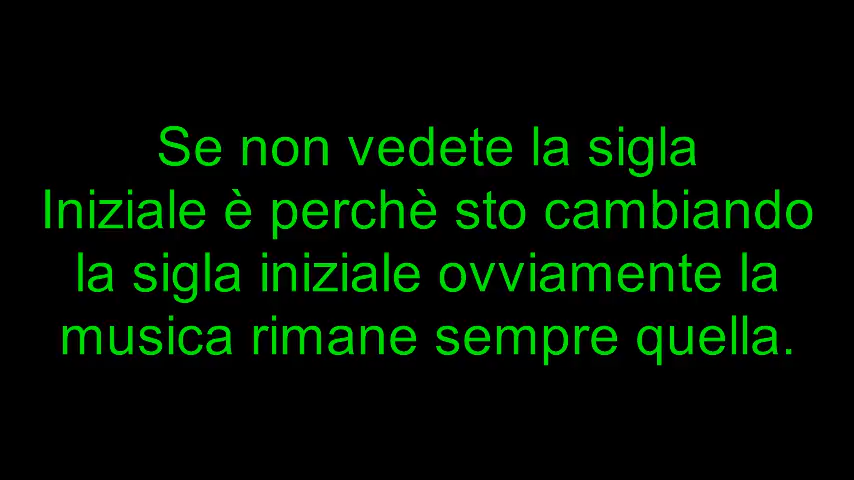 Se non vedete la sigla
Iniziale è perchè sto cambiando
la sigla iniziale ovviamente la
musica rimane sempre quella.